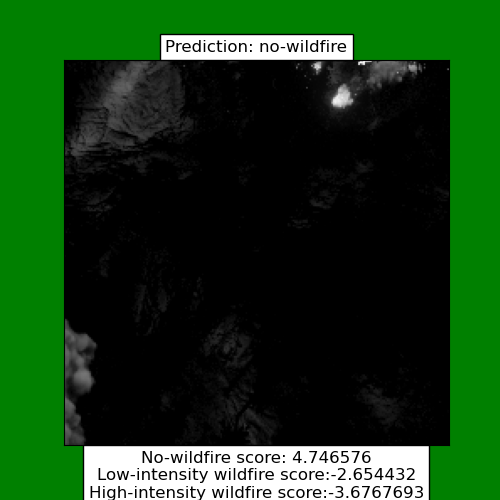 Prediction: no-wildfire
No-wildfire score: 4.746576
Low-intensity wildfire score:-2.654432
High-intensity wildfire score:-3.6767693